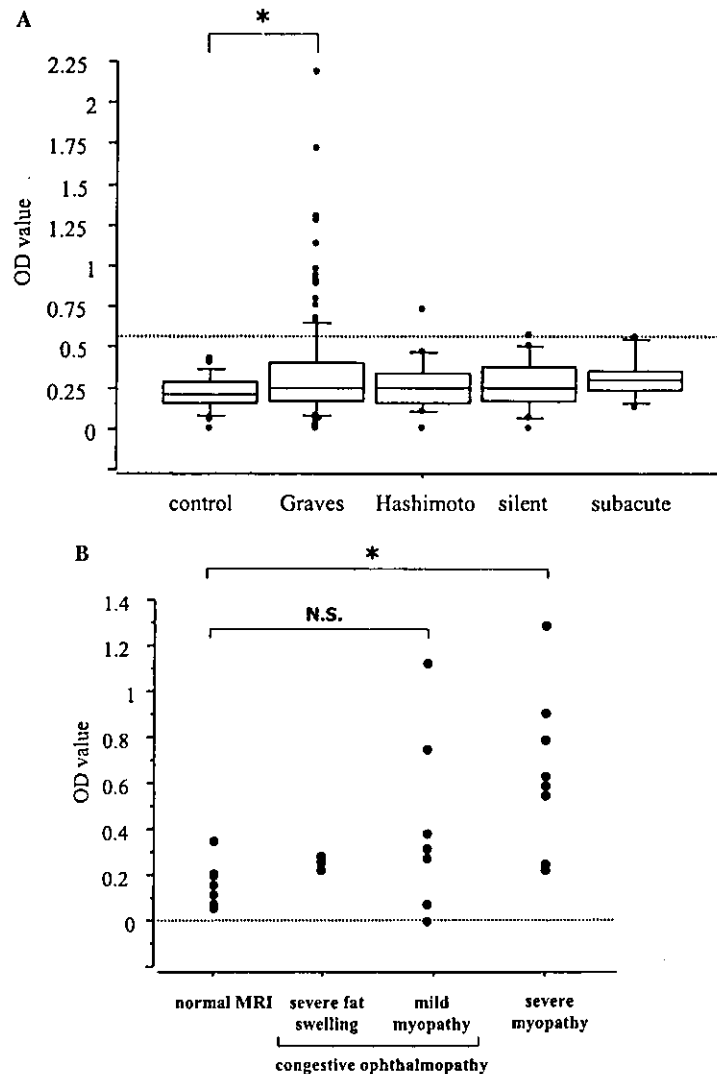 A
*
2.25
2
1.75
1.5
1.25
1
0.75
0.5
0.25
0
OD value
control Graves Hashimoto silent subacute
B
*
N.S.
1.4
1.2
1
0.8
0.6
0.4
0.2
0
OD value
normal MRI severe fat swelling mild myopathy severe myopathy
congestive ophthalmopathy